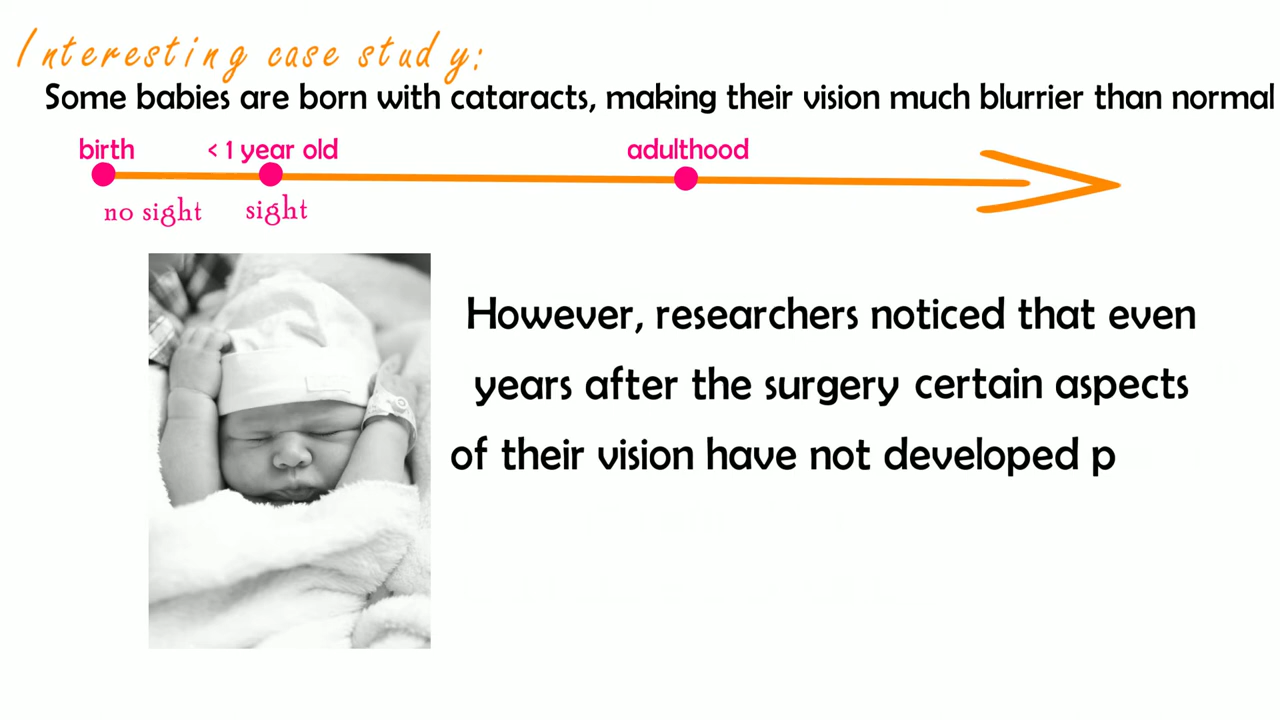 Interesting case study:
Some babies are born with cataracts, making their vision much blurrier than normal
birth < 1 year old adulthood
no sight sight
However, researchers noticed that even
years after the surgery certain aspects
of their vision have not developed p